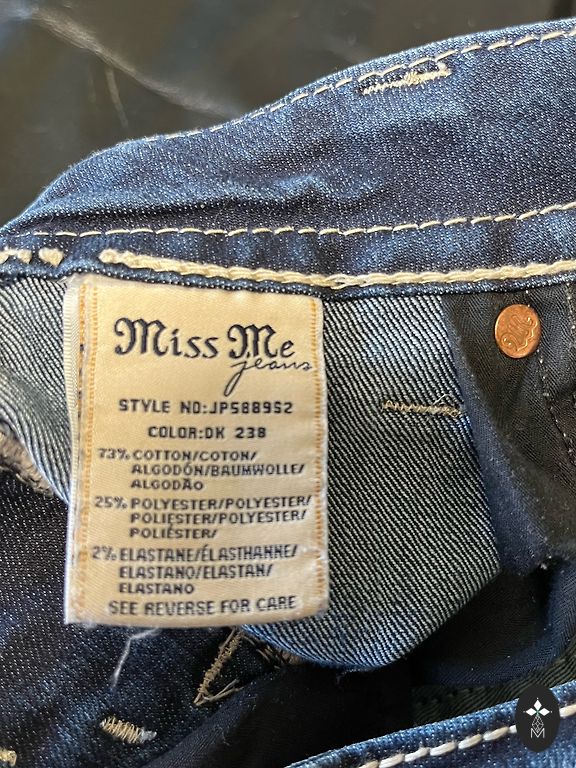 Miss Me
jeans
STYLE NO:JP5889S2
COLOR:DK 238
73% COTTON/COTON/
ALGODÓN/BAUMWOLLE/
ALGODÃO
25% POLYESTER/POLYESTER/
POLIESTER/POLYESTER/
POLIÉSTER/
2% ELASTANE/ÉLASTHANNE/
ELASTANO/ELASTAN/
ELASTANO
SEE REVERSE FOR CARE
M